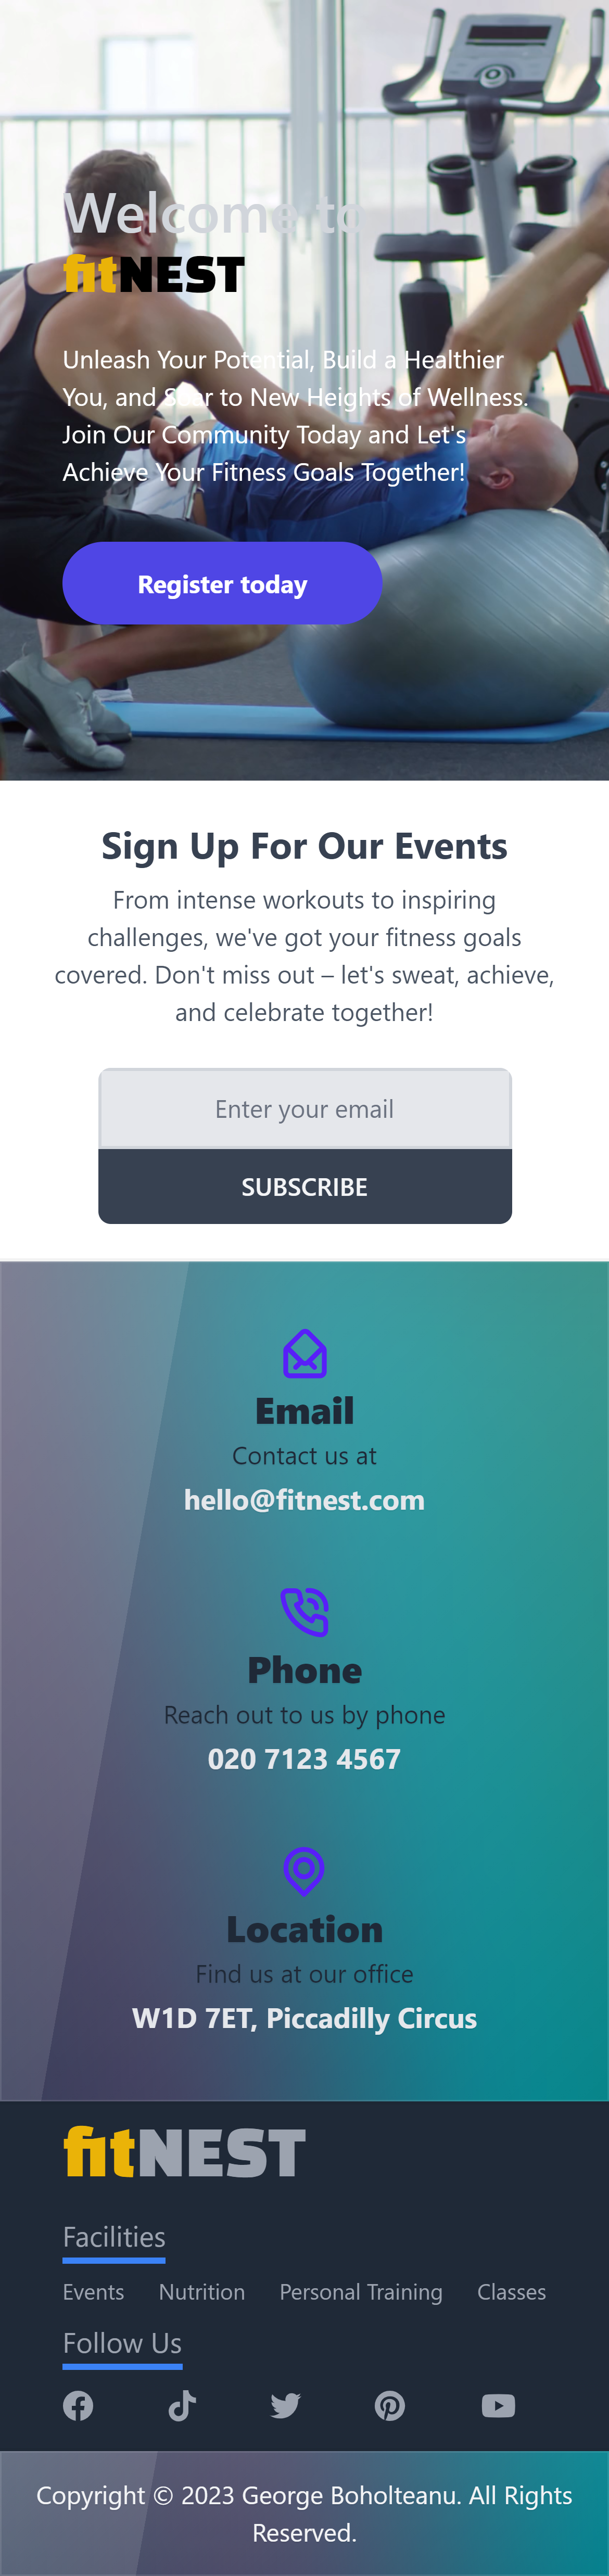 Welcome to
fitNEST
Unleash Your Potential, Build a Healthier
You, and Soar to New Heights of Wellness.
Join Our Community Today and Let's
Achieve Your Fitness Goals Together!
Register today
Sign Up For Our Events
From intense workouts to inspiring
challenges, we've got your fitness goals
covered. Don't miss out – let's sweat, achieve,
and celebrate together!
Enter your email
SUBSCRIBE
Email
Contact us at
hello@fitnest.com
Phone
Reach out to us by phone
020 7123 4567
Location
Find us at our office
W1D 7ET, Piccadilly Circus
fitNEST
Facilities
Events Nutrition Personal Training Classes
Follow Us
Copyright © 2023 George Boholteanu. All Rights
Reserved.